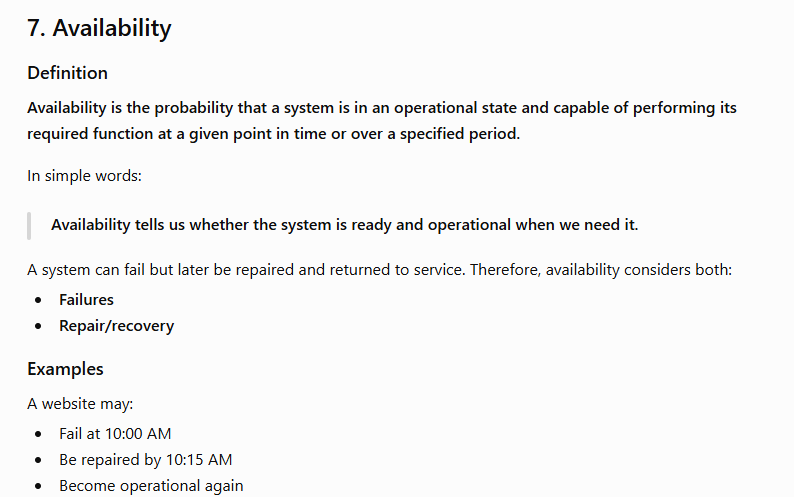 7. Availability
Definition
Availability is the probability that a system is in an operational state and capable of performing its
required function at a given point in time or over a specified period.
In simple words:
Availability tells us whether the system is ready and operational when we need it.
A system can fail but later be repaired and returned to service. Therefore, availability considers both:
• Failures
• Repair/recovery
Examples
A website may:
• Fail at 10:00 AM
• Be repaired by 10:15 AM
• Become operational again